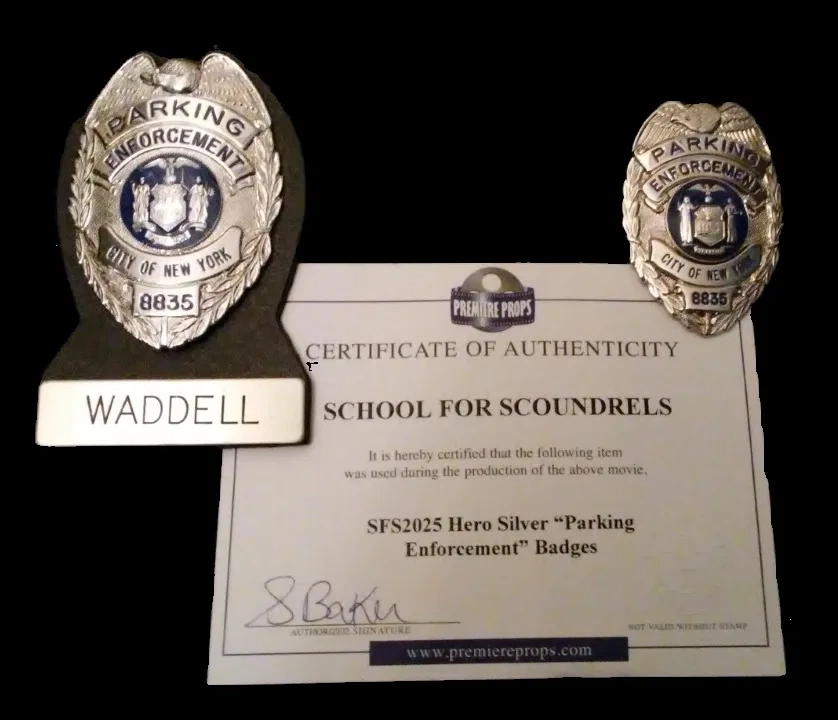 PARKING
ENFORCEMENT
CITY OF NEW YORK
8835
WADDELL
PARKING
ENFORCEMENT
CITY OF NEW YORK
8835
PREMIERE PROPS
CERTIFICATE OF AUTHENTICITY
SCHOOL FOR SCOUNDRELS
It is hereby certified that the following item
was used during the production of the above movie.
SFS2025 Hero Silver “Parking
Enforcement” Badges
S Baker
AUTHORIZED SIGNATURE
NOT VALID WITHOUT STAMP
www.premiereprops.com